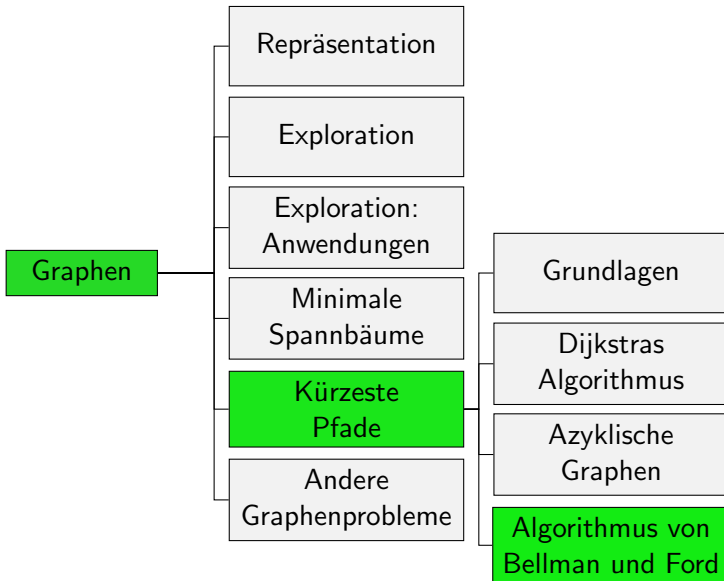 Graphen
Repräsentation
Exploration
Exploration:
Anwendungen
Minimale
Spannbäume
Kürzeste
Pfade
Andere
Graphenprobleme
Grundlagen
Dijkstras
Algorithmus
Azyklische
Graphen
Algorithmus von
Bellman und Ford